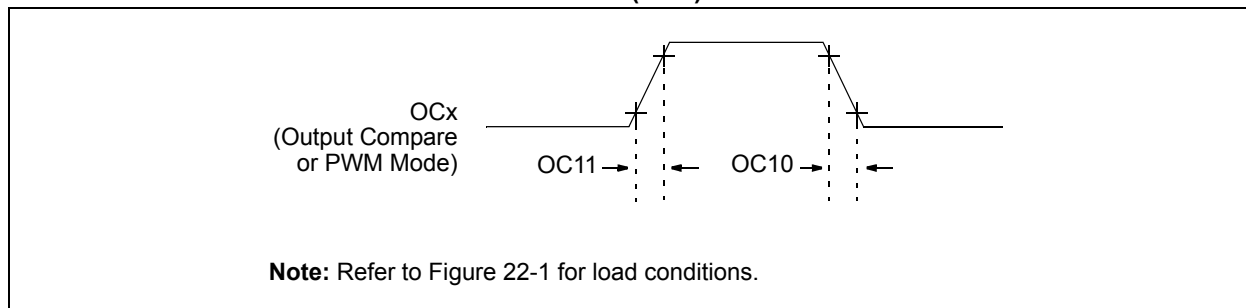 OCx
(Output Compare
or PWM Mode)
OC11
OC10
Note: Refer to Figure 22-1 for load conditions.